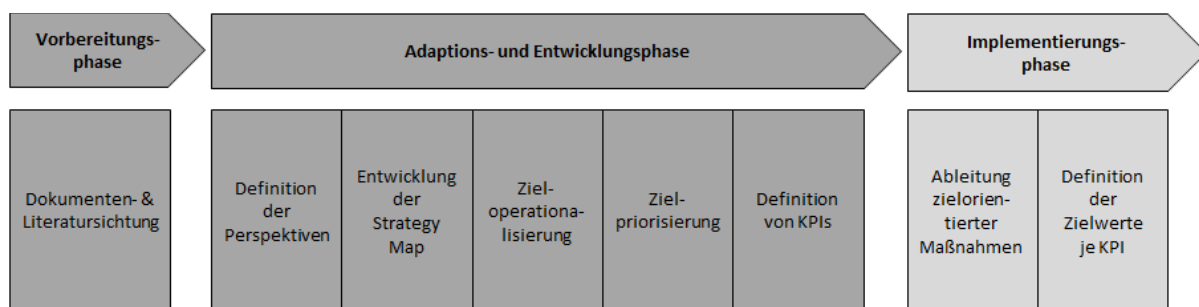 Vorbereitungs-
phase
Adaptions- und Entwicklungsphase
Implementierungs-
phase
Dokumenten- &
Literatursichtung
Definition
der
Perspektiven
Entwicklung
der
Strategy
Map
Ziel-
operationa-
lisierung
Ziel-
priorisierung
Definition
von KPIs
Ableitung
zielorien-
tierter
Maßnahmen
Definition
der
Zielwerte
je KPI